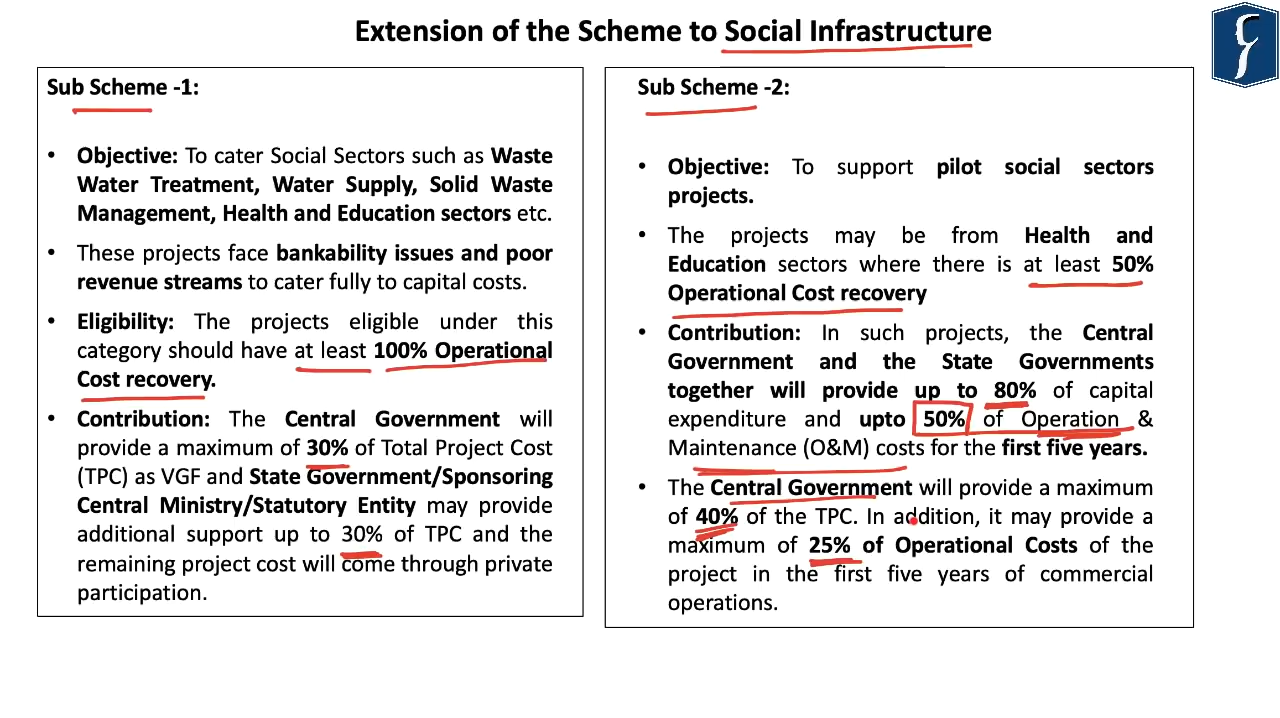 Extension of the Scheme to Social Infrastructure
Sub Scheme -1:
• Objective: To cater Social Sectors such as Waste
Water Treatment, Water Supply, Solid Waste
Management, Health and Education sectors etc.
• These projects face bankability issues and poor
revenue streams to cater fully to capital costs.
• Eligibility: The projects eligible under this
category should have at least 100% Operational
Cost recovery.
• Contribution: The Central Government will
provide a maximum of 30% of Total Project Cost
(TPC) as VGF and State Government/Sponsoring
Central Ministry/Statutory Entity may provide
additional support up to 30% of TPC and the
remaining project cost will come through private
participation.
Sub Scheme -2:
• Objective: To support pilot social sectors
projects.
• The projects may be from Health and
Education sectors where there is at least 50%
Operational Cost recovery
• Contribution: In such projects, the Central
Government and the State Governments
together will provide up to 80% of capital
expenditure and upto 50% of Operation &
Maintenance (O&M) costs for the first five years.
• The Central Government will provide a maximum
of 40% of the TPC. In addition, it may provide a
maximum of 25% of Operational Costs of the
project in the first five years of commercial
operations.